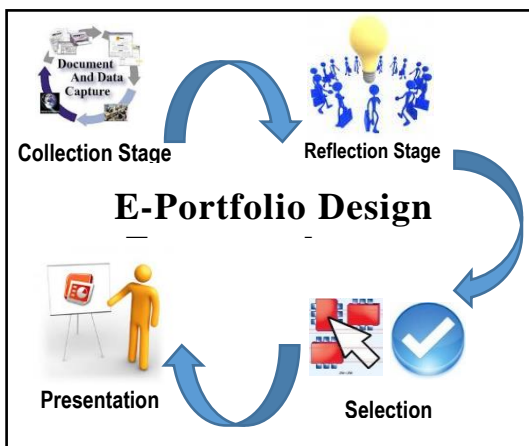 Document
And Data
Capture
Collection Stage
Reflection Stage
E-Portfolio Design
Presentation
Selection